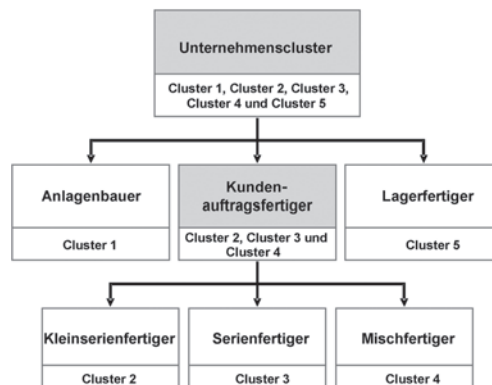 Unternehmenscluster
Cluster 1, Cluster 2, Cluster 3,
Cluster 4 und Cluster 5
Anlagenbauer
Cluster 1
Kunden-
auftragsfertiger
Cluster 2, Cluster 3 und
Cluster 4
Lagerfertiger
Cluster 5
Kleinserienfertiger
Cluster 2
Serienfertiger
Cluster 3
Mischfertiger
Cluster 4